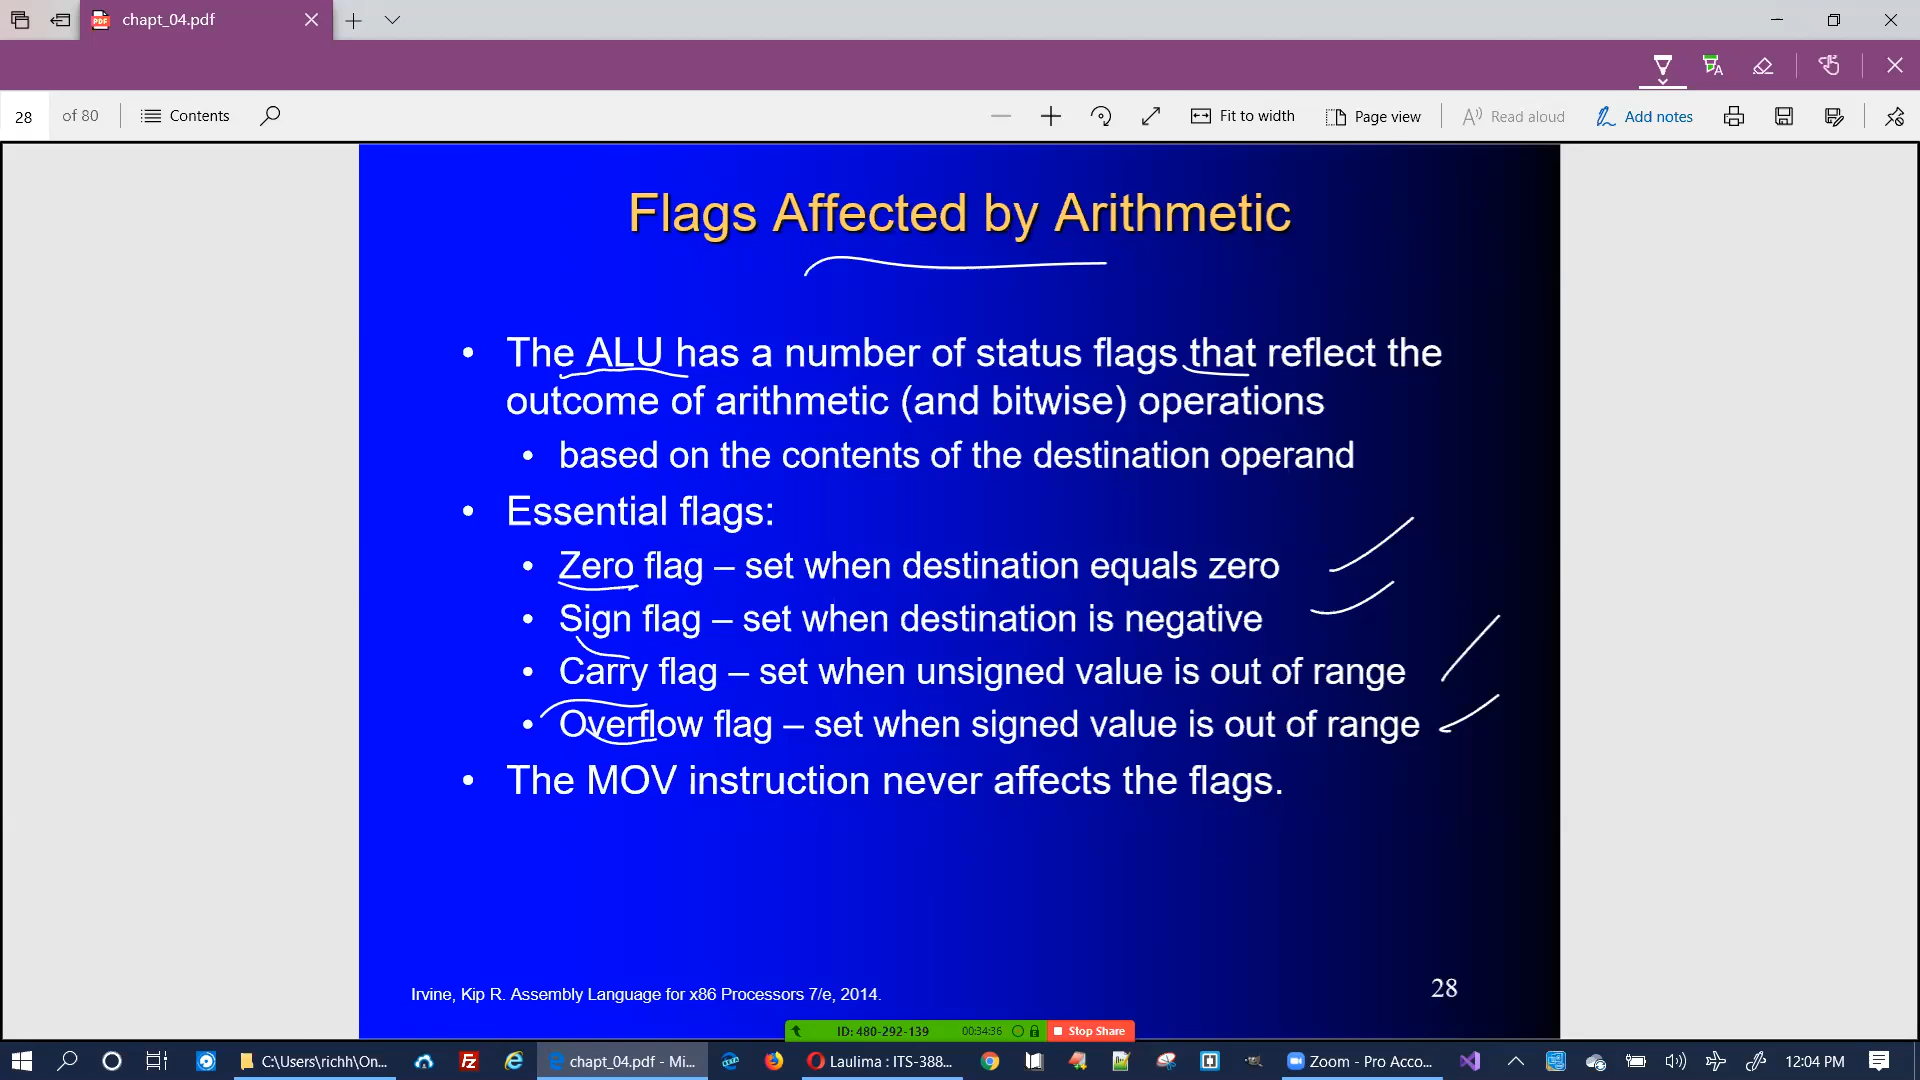 chapt_04.pdf
28 of 80 Contents Fit to width Page view Read aloud Add notes
Flags Affected by Arithmetic
• The ALU has a number of status flags that reflect the
outcome of arithmetic (and bitwise) operations
• based on the contents of the destination operand
• Essential flags:
• Zero flag – set when destination equals zero
• Sign flag – set when destination is negative
• Carry flag – set when unsigned value is out of range
• Overflow flag – set when signed value is out of range
• The MOV instruction never affects the flags.
Irvine, Kip R. Assembly Language for x86 Processors 7/e, 2014.
28
ID: 480-292-139 00:34:36 Stop Share
C:\Users\richh\On... chapt_04.pdf - Mi... Laulima : ITS-388... Zoom - Pro Acco... 12:04 PM